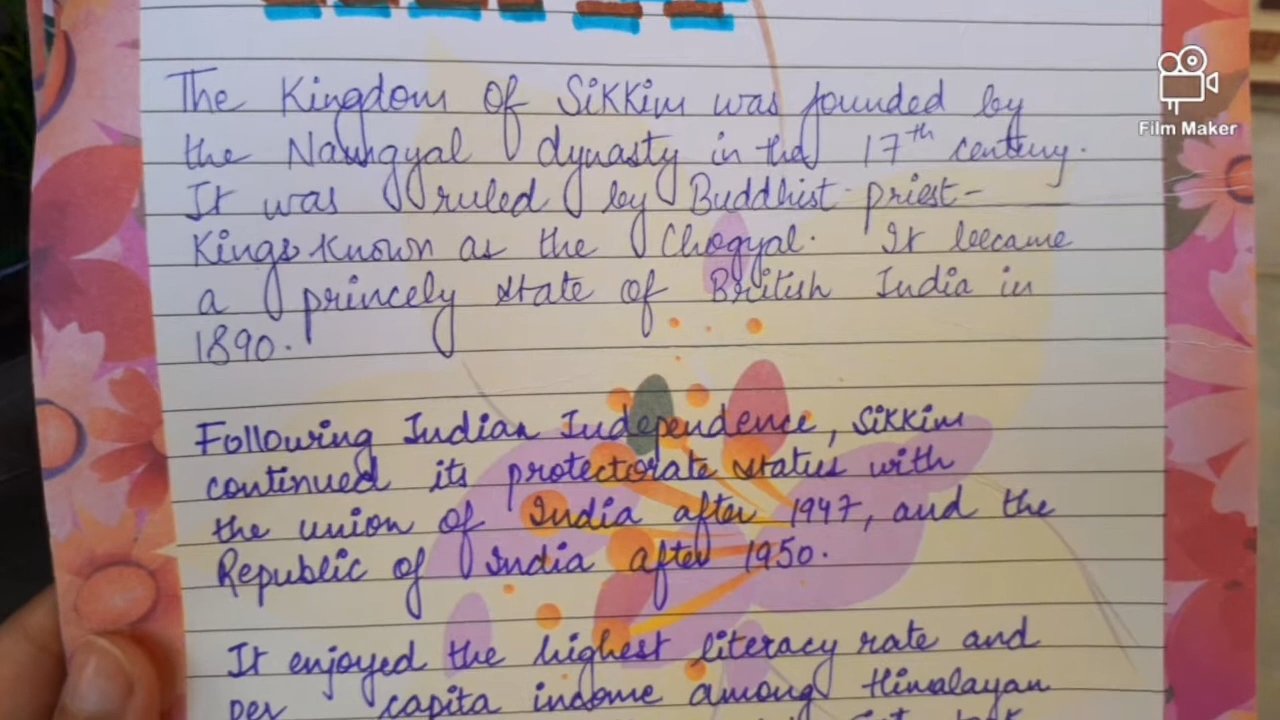 The Kingdom of Sikkim was founded by
the Namgyal dynasty in the 17th century.
It was ruled by Buddhist priest-
Kings known as the Chogyal. It became
a princely state of British India in
1890.
Following Indian Independence, Sikkim
continued its protectorate status with
the union of India after 1947, and the
Republic of India after 1950.
It enjoyed the highest literacy rate and
per capita income among Himalayan
Film Maker